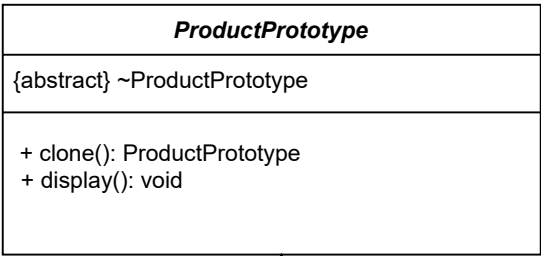 ProductPrototype
{abstract} ~ProductPrototype
+ clone(): ProductPrototype
+ display(): void